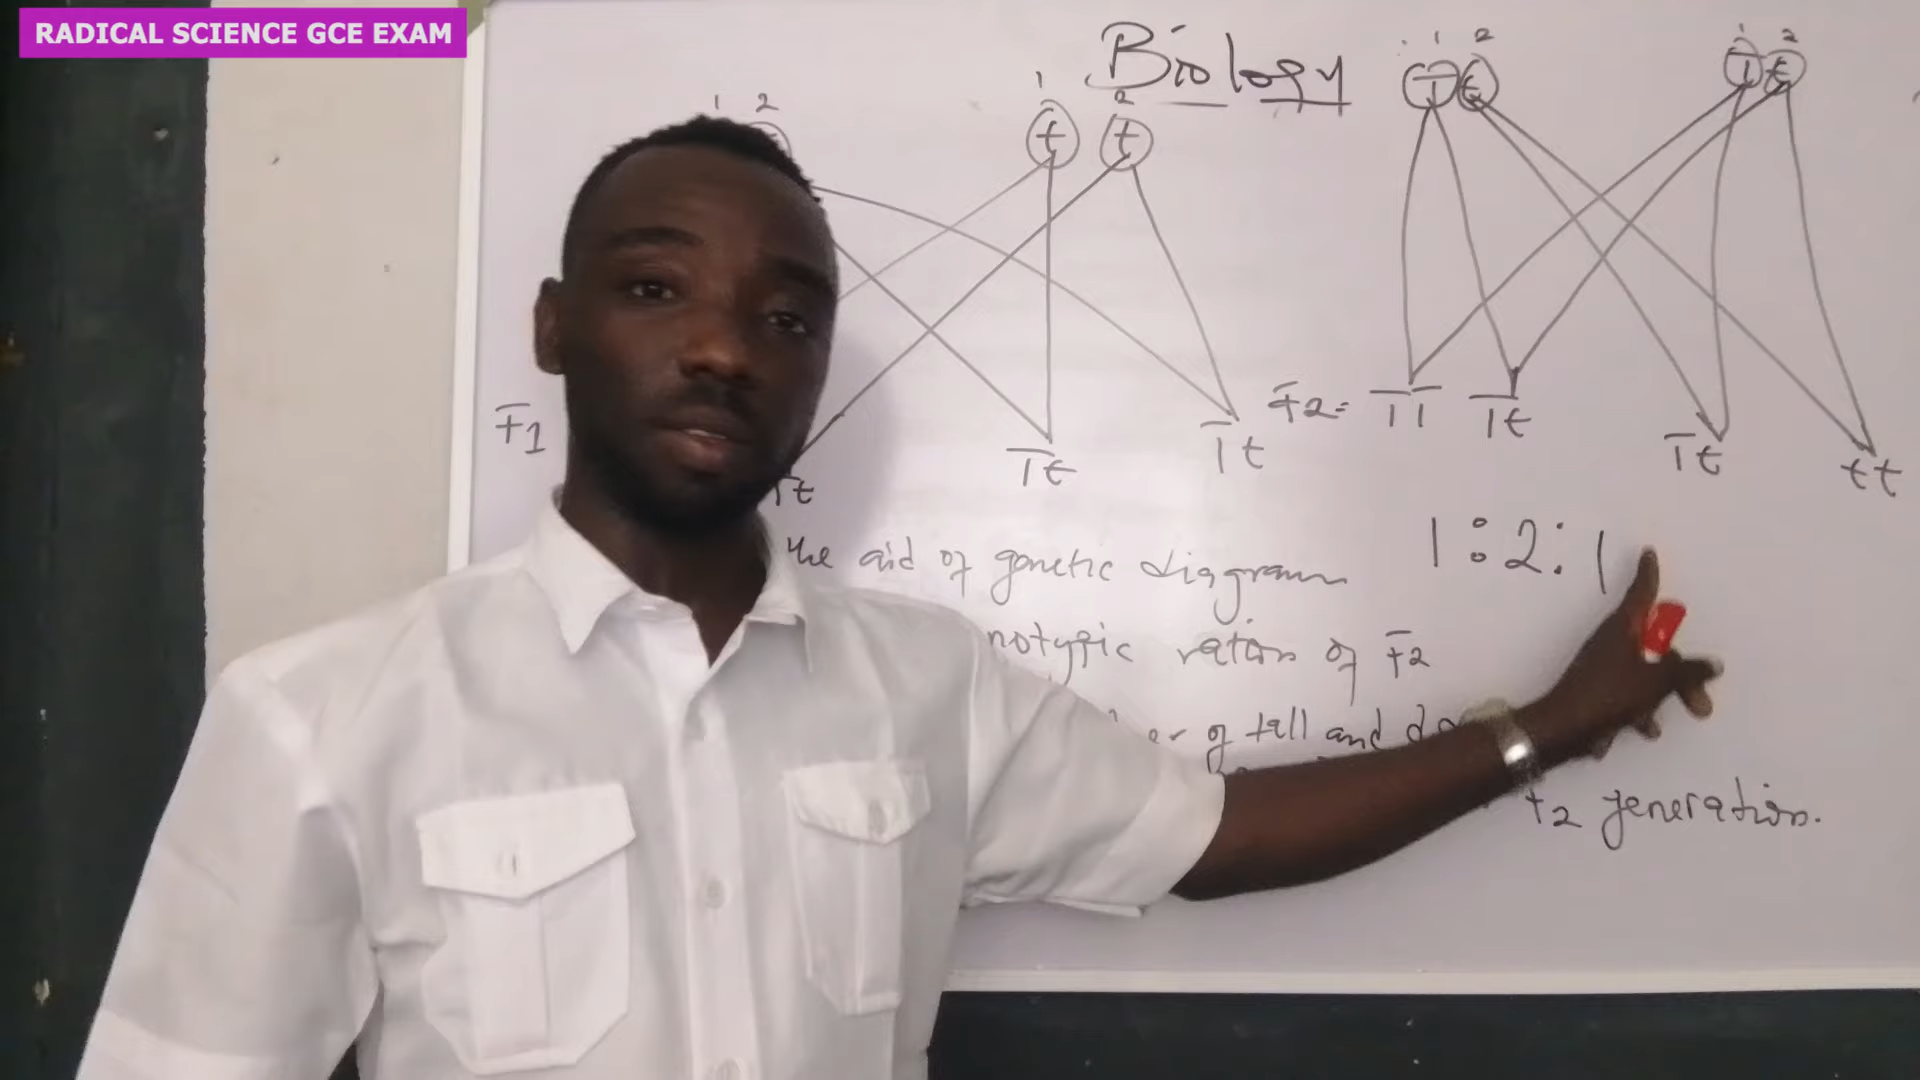 RADICAL SCIENCE GCE EXAM
Biology
1 2
1 2
1 2
1 2
t t
T t
T t
F1
Tt
Tt
Tt
F2=
TT
Tt
Tt
tt
the aid of genetic diagram
1:2:1
ratios of F2
of tall and
F2 generation.